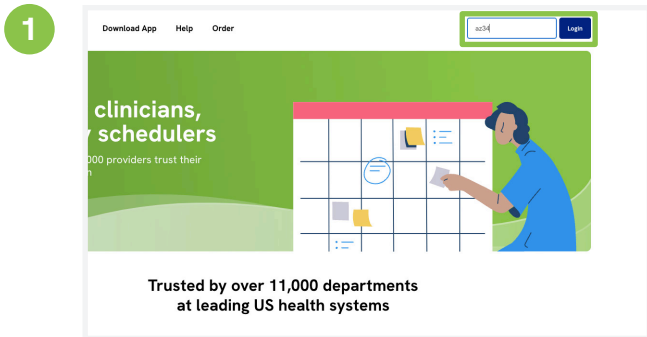 1
Download App Help Order
az34
Login
clinicians,
schedulers
000 providers trust their
Trusted by over 11,000 departments
at leading US health systems